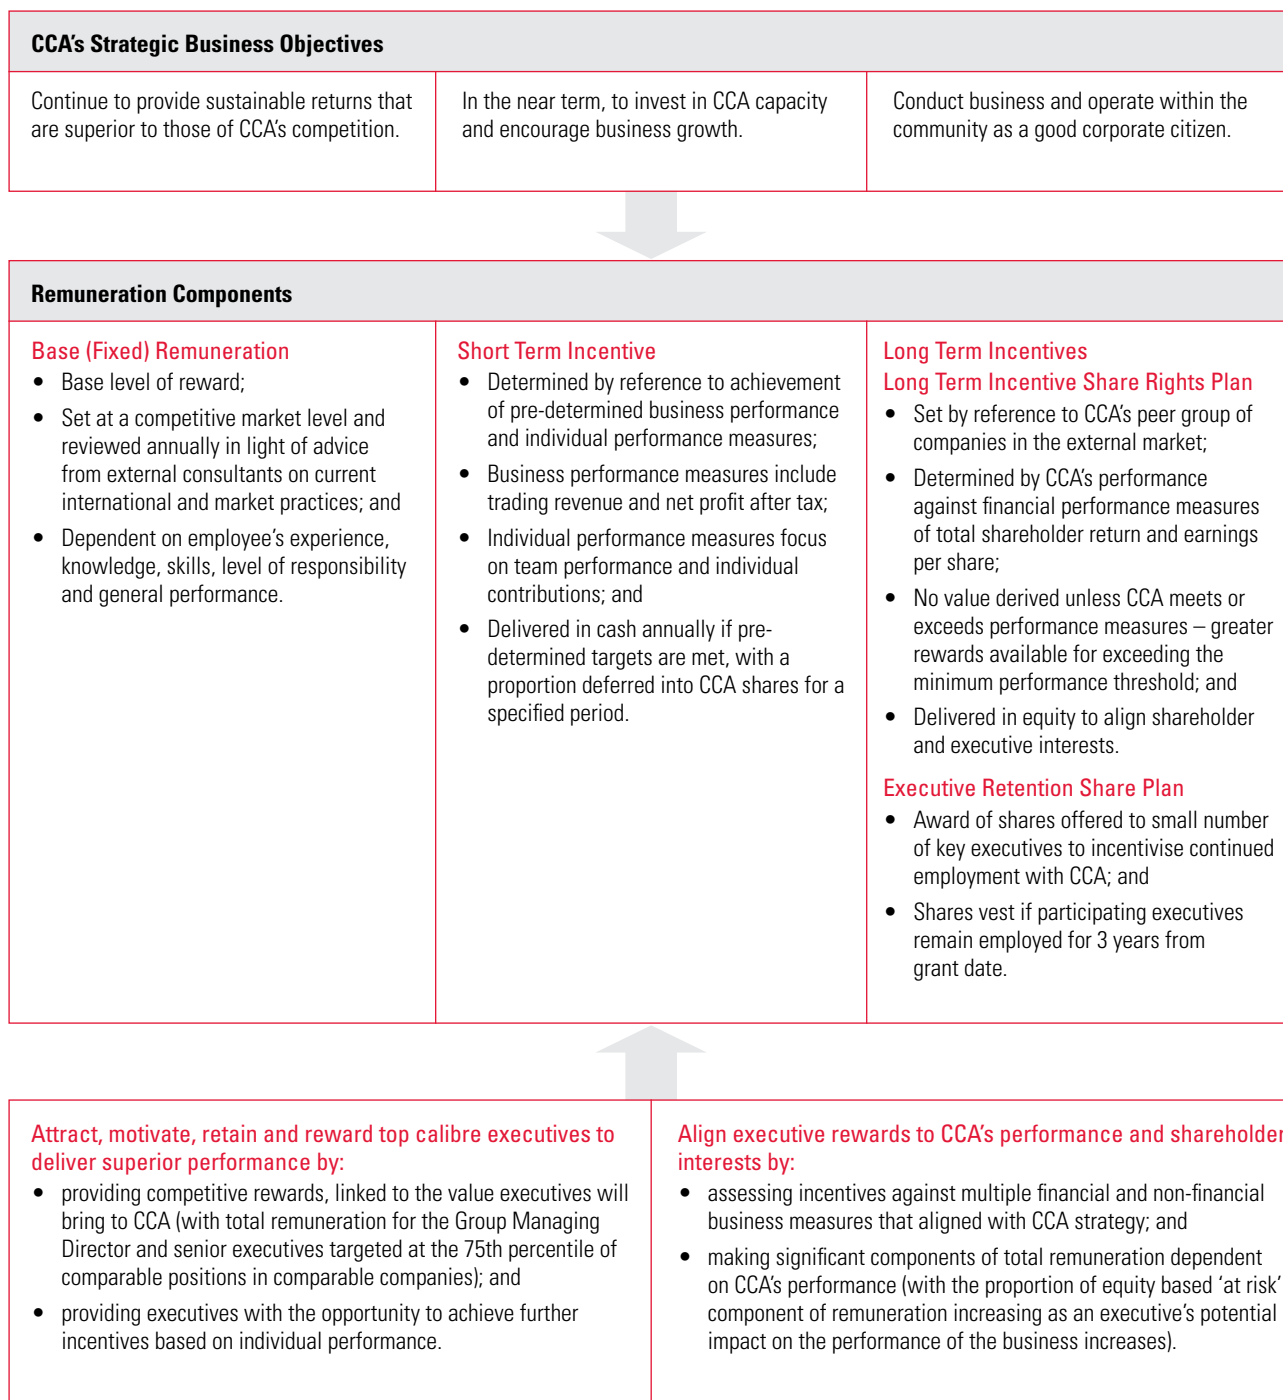 CCA's Strategic Business Objectives
Continue to provide sustainable returns that
are superior to those of CCA's competition.
In the near term, to invest in CCA capacity
and encourage business growth.
Conduct business and operate within the
community as a good corporate citizen.
Remuneration Components
Base (Fixed) Remuneration
• Base level of reward;
• Set at a competitive market level and
reviewed annually in light of advice
from external consultants on current
international and market practices; and
• Dependent on employee's experience,
knowledge, skills, level of responsibility
and general performance.
Short Term Incentive
• Determined by reference to achievement
of pre-determined business performance
and individual performance measures;
• Business performance measures include
trading revenue and net profit after tax;
• Individual performance measures focus
on team performance and individual
contributions; and
• Delivered in cash annually if pre-
determined targets are met, with a
proportion deferred into CCA shares for a
specified period.
Long Term Incentives
Long Term Incentive Share Rights Plan
• Set by reference to CCA's peer group of
companies in the external market;
• Determined by CCA's performance
against financial performance measures
of total shareholder return and earnings
per share;
• No value derived unless CCA meets or
exceeds performance measures – greater
rewards available for exceeding the
minimum performance threshold; and
• Delivered in equity to align shareholder
and executive interests.
Executive Retention Share Plan
• Award of shares offered to small number
of key executives to incentivise continued
employment with CCA; and
• Shares vest if participating executives
remain employed for 3 years from
grant date.
Attract, motivate, retain and reward top calibre executives to
deliver superior performance by:
• providing competitive rewards, linked to the value executives will
bring to CCA (with total remuneration for the Group Managing
Director and senior executives targeted at the 75th percentile of
comparable positions in comparable companies); and
• providing executives with the opportunity to achieve further
incentives based on individual performance.
Align executive rewards to CCA's performance and shareholder
interests by:
• assessing incentives against multiple financial and non-financial
business measures that aligned with CCA strategy; and
• making significant components of total remuneration dependent
on CCA's performance (with the proportion of equity based 'at risk'
component of remuneration increasing as an executive's potential
impact on the performance of the business increases).